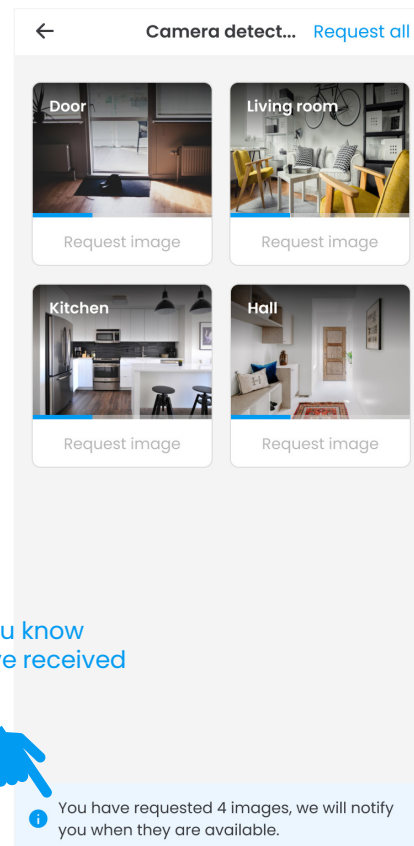 Camera detect... Request all
Door
Living room
Request image
Request image
Kitchen
Hall
Request image
Request image
u know
e received
You have requested 4 images, we will notify
you when they are available.